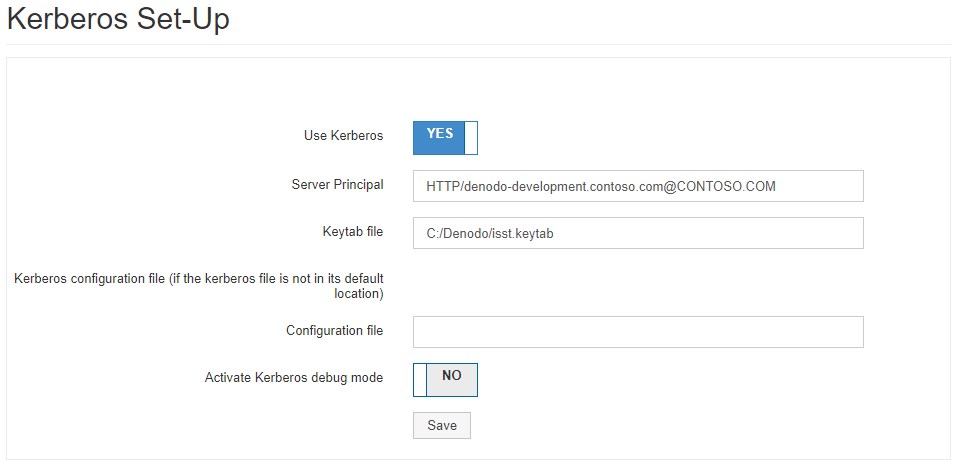 Kerberos Set-Up
Use Kerberos
YES
Server Principal
HTTP/denodo-development.contoso.com@CONTOSO.COM
Keytab file
C:/Denodo/isst.keytab
Kerberos configuration file (if the kerberos file is not in its default
location)
Configuration file
Activate Kerberos debug mode
NO
Save